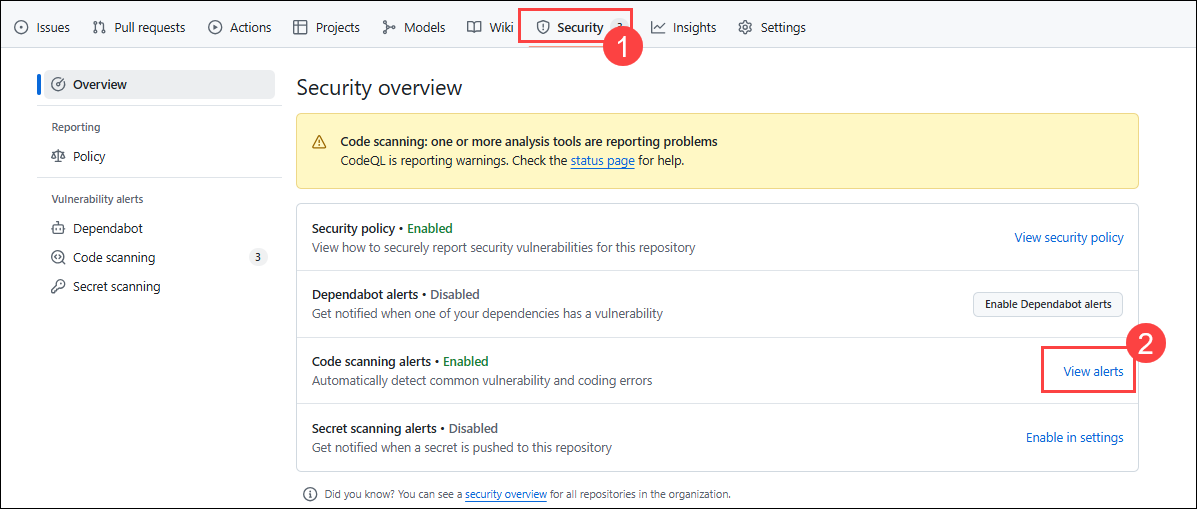 Issues Pull requests Actions Projects Models Wiki Security Insights Settings
1
Overview
Reporting
Policy
Vulnerability alerts
Dependabot
Code scanning 3
Secret scanning
Security overview
Code scanning: one or more analysis tools are reporting problems
CodeQL is reporting warnings. Check the status page for help.
Security policy • Enabled
View how to securely report security vulnerabilities for this repository
View security policy
Dependabot alerts • Disabled
Get notified when one of your dependencies has a vulnerability
Enable Dependabot alerts
Code scanning alerts • Enabled
Automatically detect common vulnerability and coding errors
2
View alerts
Secret scanning alerts • Disabled
Get notified when a secret is pushed to this repository
Enable in settings
Did you know? You can see a security overview for all repositories in the organization.